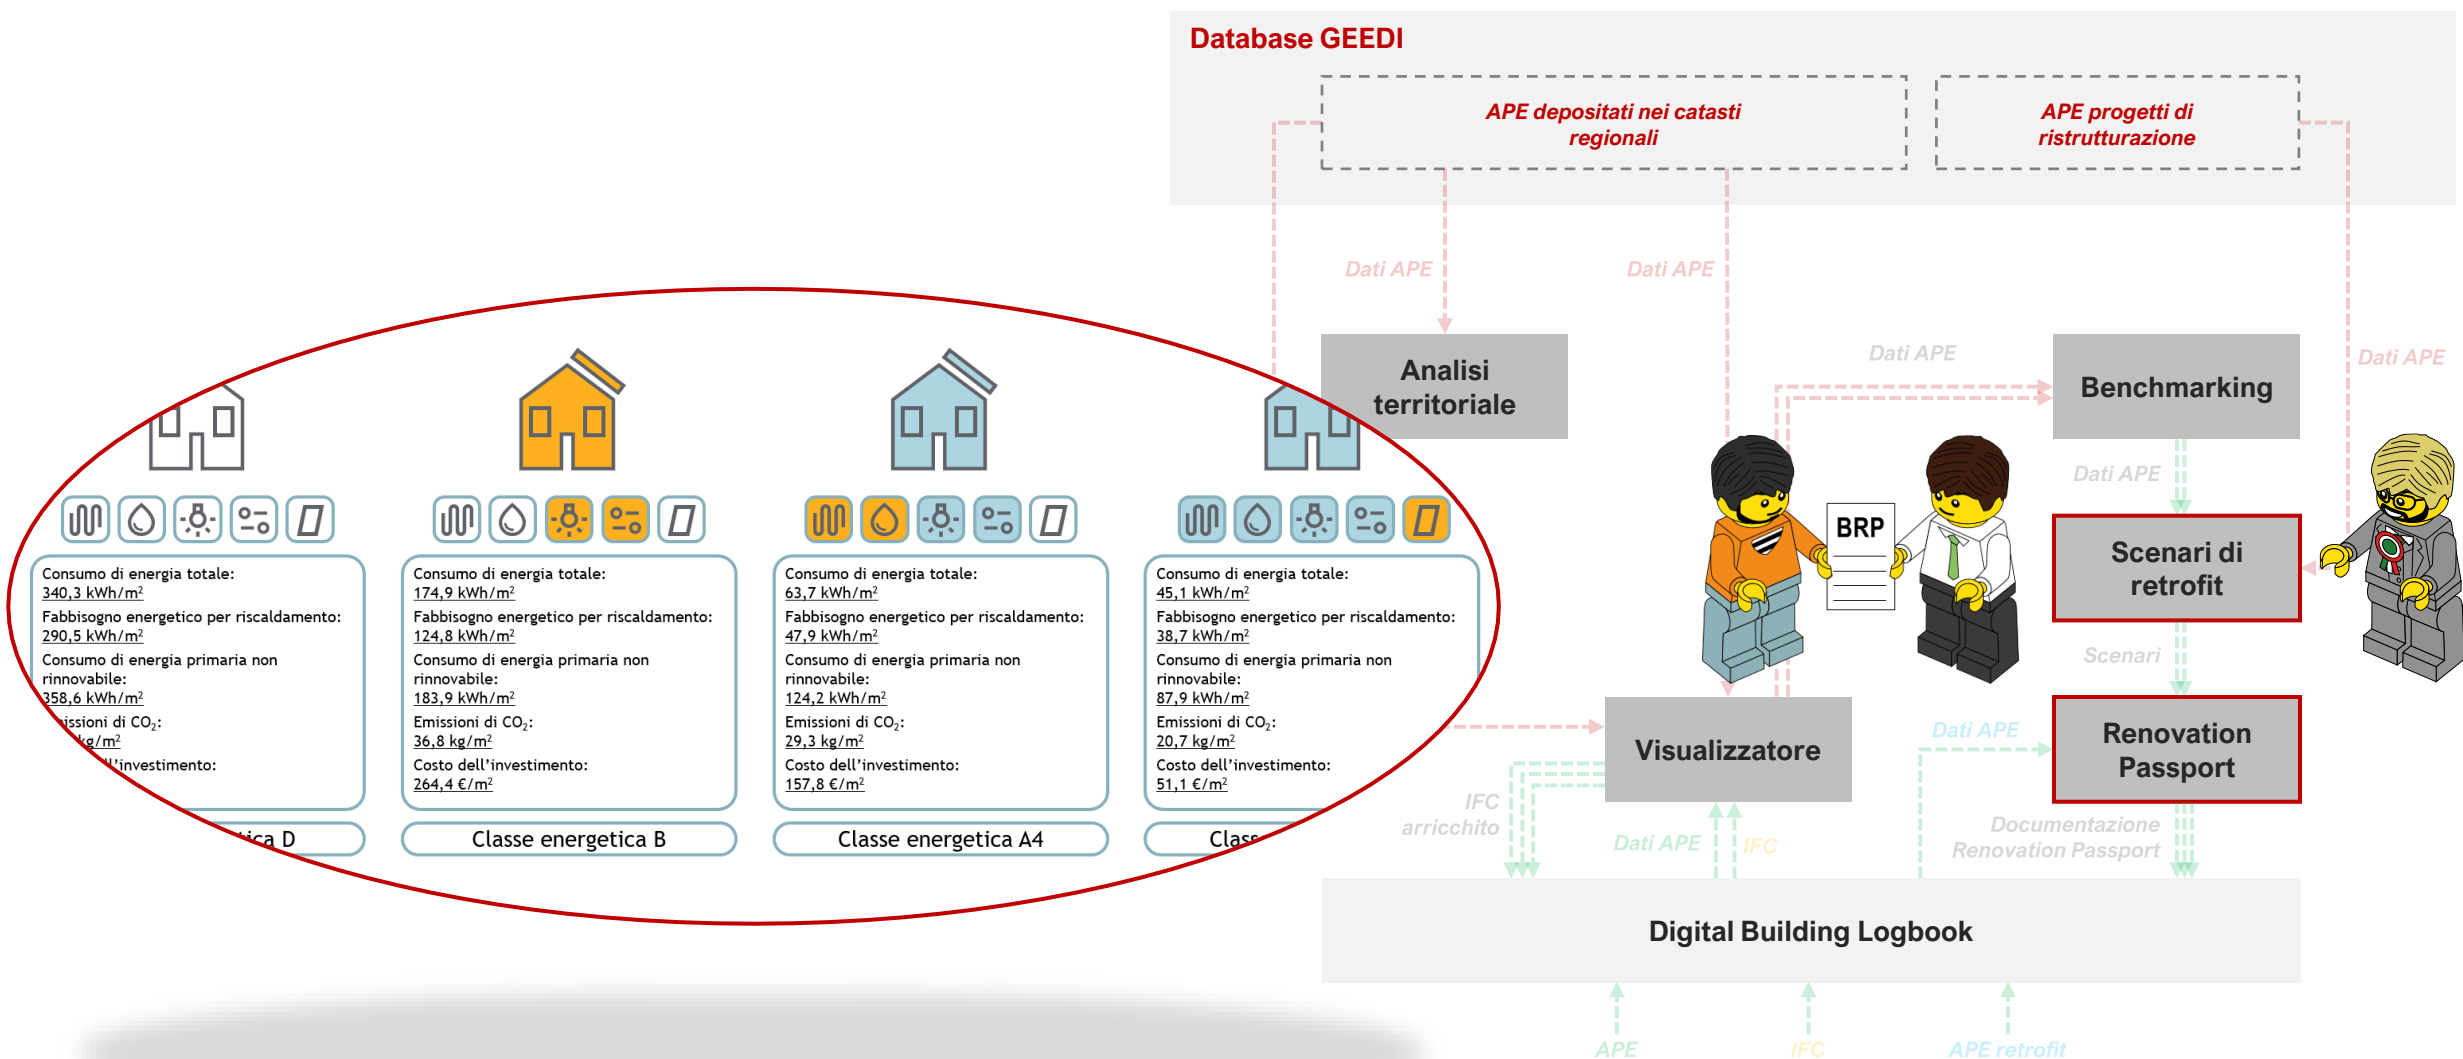 Database GEEDI
APE depositati nei catasti
regionali
APE progetti di
ristrutturazione
Dati APE
Dati APE
Dati APE
Dati APE
Analisi
territoriale
Benchmarking
Dati APE
BRP
Scenari di
retrofit
Scenari
Renovation
Passport
Dati APE
Visualizzatore
IFC
arricchito
Dati APE
IFC
Documentazione
Renovation Passport
Digital Building Logbook
APE
IFC
APE retrofit
Consumo di energia totale:
340,3 kWh/m²
Fabbisogno energetico per riscaldamento:
290,5 kWh/m²
Consumo di energia primaria non
rinnovabile:
358,6 kWh/m²
issioni di CO₂:
kg/m²
ll'investimento:
tica D
Consumo di energia totale:
174,9 kWh/m²
Fabbisogno energetico per riscaldamento:
124,8 kWh/m²
Consumo di energia primaria non
rinnovabile:
183,9 kWh/m²
Emissioni di CO₂:
36,8 kg/m²
Costo dell'investimento:
264,4 €/m²
Classe energetica B
Consumo di energia totale:
63,7 kWh/m²
Fabbisogno energetico per riscaldamento:
47,9 kWh/m²
Consumo di energia primaria non
rinnovabile:
124,2 kWh/m²
Emissioni di CO₂:
29,3 kg/m²
Costo dell'investimento:
157,8 €/m²
Classe energetica A4
Consumo di energia totale:
45,1 kWh/m²
Fabbisogno energetico per riscaldamento:
38,7 kWh/m²
Consumo di energia primaria non
rinnovabile:
87,9 kWh/m²
Emissioni di CO₂:
20,7 kg/m²
Costo dell'investimento:
51,1 €/m²
Class